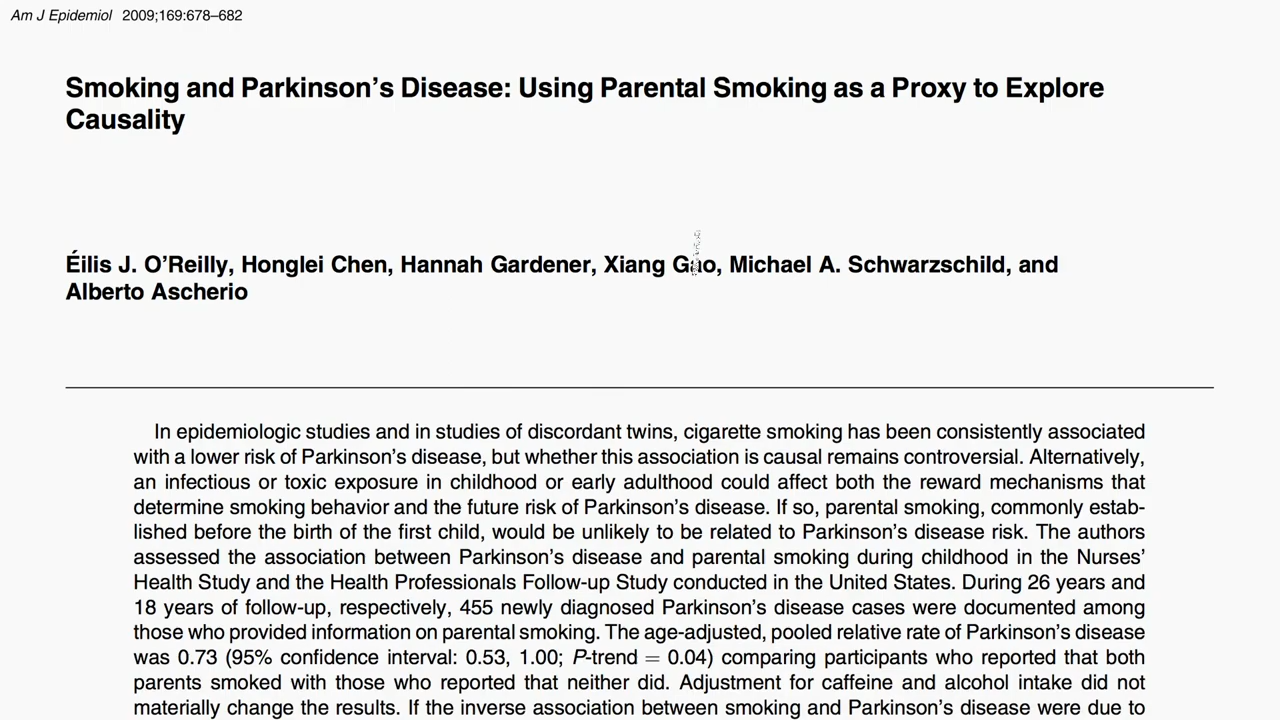 Am J Epidemiol 2009;169:678–682
Smoking and Parkinson’s Disease: Using Parental Smoking as a Proxy to Explore
Causality
Éilis J. O’Reilly, Honglei Chen, Hannah Gardener, Xiang Gao, Michael A. Schwarzschild, and
Alberto Ascherio
In epidemiologic studies and in studies of discordant twins, cigarette smoking has been consistently associated
with a lower risk of Parkinson’s disease, but whether this association is causal remains controversial. Alternatively,
an infectious or toxic exposure in childhood or early adulthood could affect both the reward mechanisms that
determine smoking behavior and the future risk of Parkinson’s disease. If so, parental smoking, commonly estab-
lished before the birth of the first child, would be unlikely to be related to Parkinson’s disease risk. The authors
assessed the association between Parkinson’s disease and parental smoking during childhood in the Nurses’
Health Study and the Health Professionals Follow-up Study conducted in the United States. During 26 years and
18 years of follow-up, respectively, 455 newly diagnosed Parkinson’s disease cases were documented among
those who provided information on parental smoking. The age-adjusted, pooled relative rate of Parkinson’s disease
was 0.73 (95% confidence interval: 0.53, 1.00; P-trend = 0.04) comparing participants who reported that both
parents smoked with those who reported that neither did. Adjustment for caffeine and alcohol intake did not
materially change the results. If the inverse association between smoking and Parkinson’s disease were due to